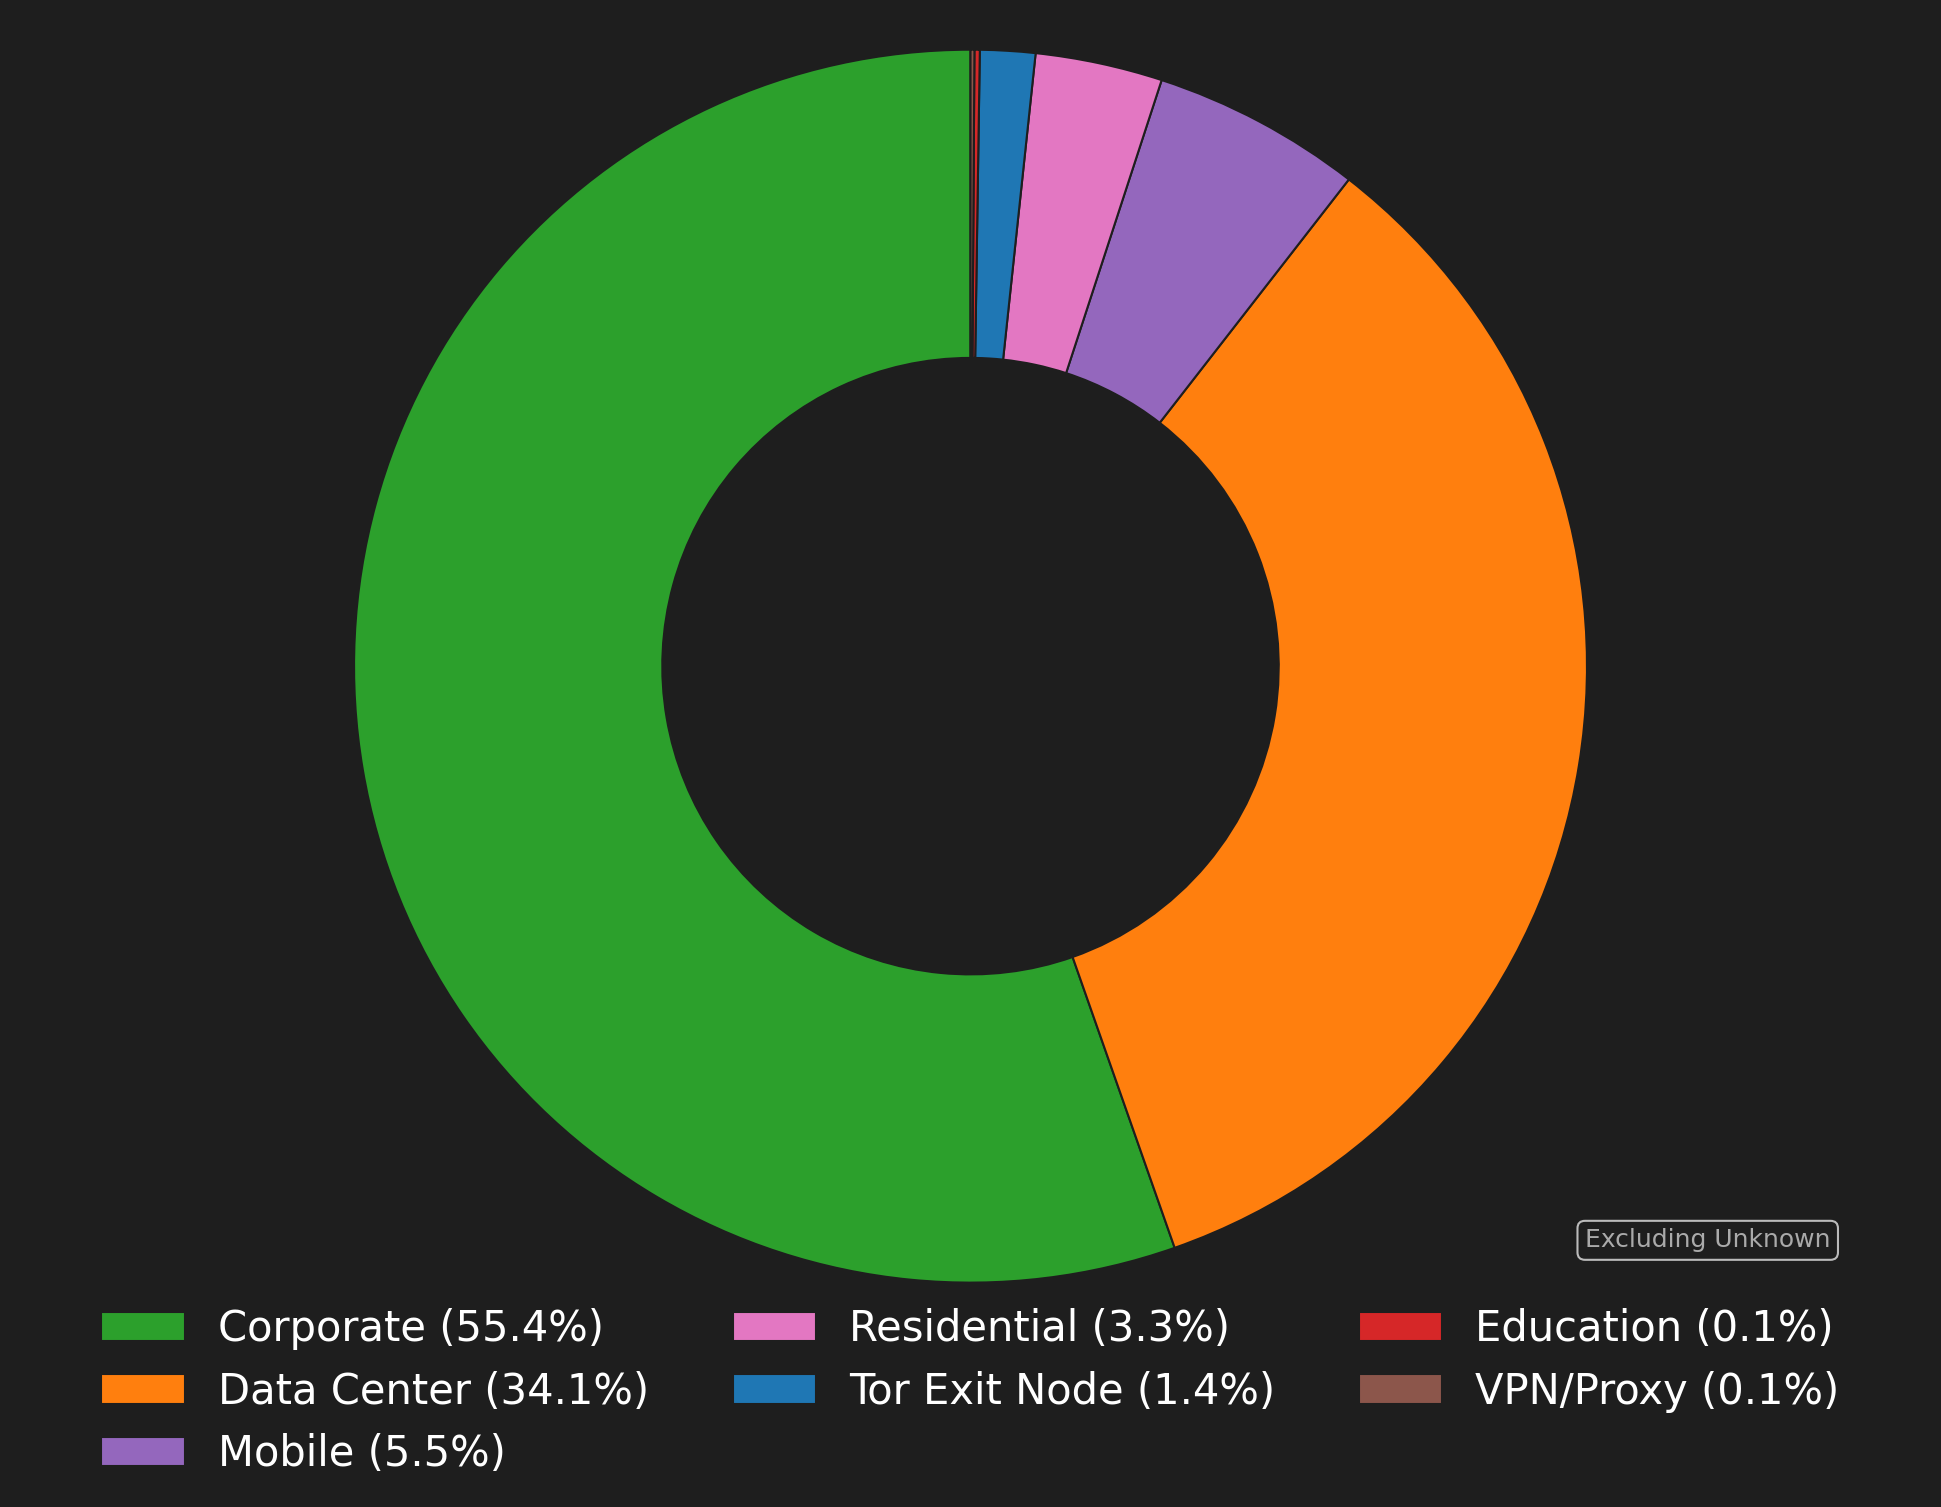 Excluding Unknown
Corporate (55.4%)
Data Center (34.1%)
Mobile (5.5%)
Residential (3.3%)
Tor Exit Node (1.4%)
Education (0.1%)
VPN/Proxy (0.1%)